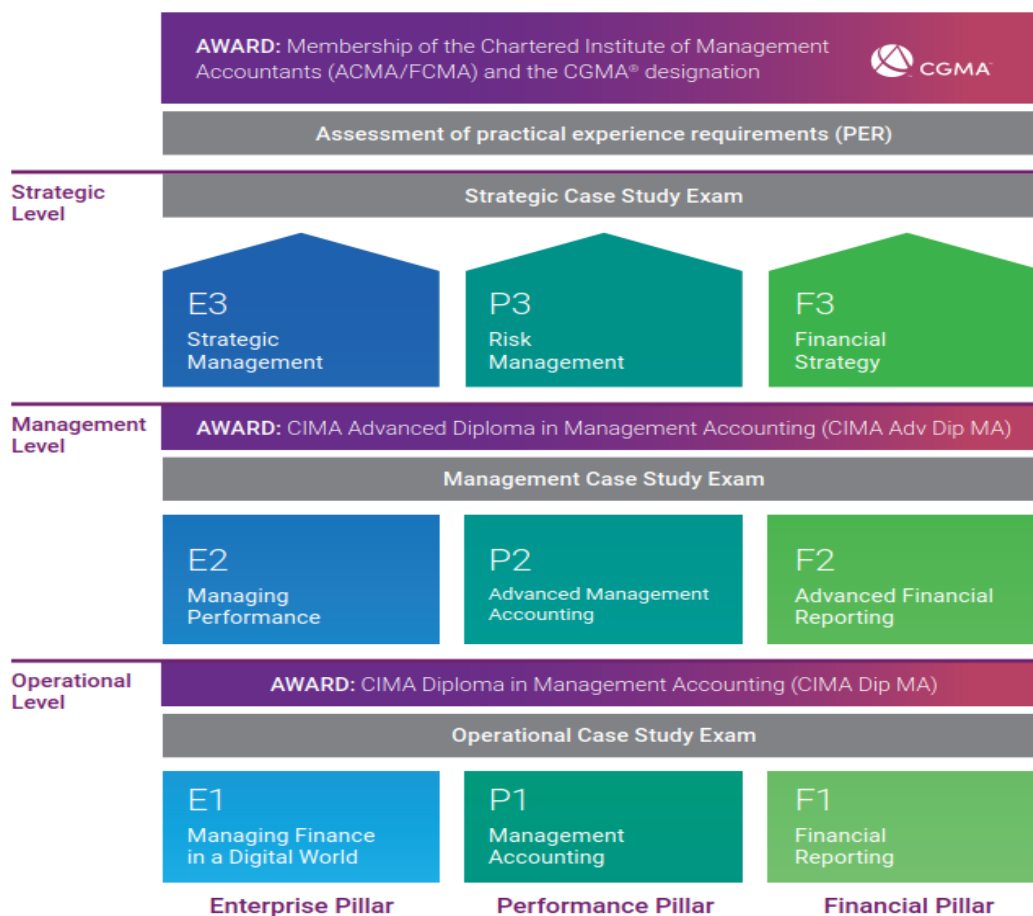 AWARD: Membership of the Chartered Institute of Management
Accountants (ACMA/FCMA) and the CGMA® designation
CGMA™
Assessment of practical experience requirements (PER)
Strategic
Level
Strategic Case Study Exam
E3
Strategic
Management
P3
Risk
Management
F3
Financial
Strategy
Management
Level
AWARD: CIMA Advanced Diploma in Management Accounting (CIMA Adv Dip MA)
Management Case Study Exam
E2
Managing
Performance
P2
Advanced Management
Accounting
F2
Advanced Financial
Reporting
Operational
Level
AWARD: CIMA Diploma in Management Accounting (CIMA Dip MA)
Operational Case Study Exam
E1
Managing Finance
in a Digital World
P1
Management
Accounting
F1
Financial
Reporting
Enterprise Pillar
Performance Pillar
Financial Pillar